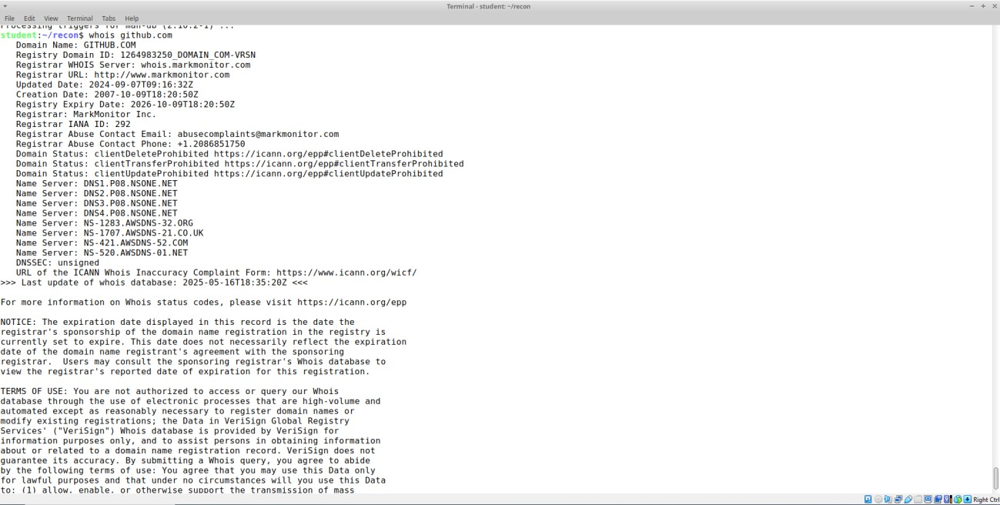 Terminal - student: ~/recon
File Edit View Terminal Tabs Help
Processing triggers for man-db (2.10.2-1) ...
student:~/recon$ whois github.com
Domain Name: GITHUB.COM
Registry Domain ID: 1264983250_DOMAIN_COM-VRSN
Registrar WHOIS Server: whois.markmonitor.com
Registrar URL: http://www.markmonitor.com
Updated Date: 2024-09-07T09:16:32Z
Creation Date: 2007-10-09T18:20:50Z
Registry Expiry Date: 2026-10-09T18:20:50Z
Registrar: MarkMonitor Inc.
Registrar IANA ID: 292
Registrar Abuse Contact Email: abusecomplaints@markmonitor.com
Registrar Abuse Contact Phone: +1.2086851750
Domain Status: clientDeleteProhibited https://icann.org/epp#clientDeleteProhibited
Domain Status: clientTransferProhibited https://icann.org/epp#clientTransferProhibited
Domain Status: clientUpdateProhibited https://icann.org/epp#clientUpdateProhibited
Name Server: DNS1.P08.NSONE.NET
Name Server: DNS2.P08.NSONE.NET
Name Server: DNS3.P08.NSONE.NET
Name Server: DNS4.P08.NSONE.NET
Name Server: NS-1283.AWSDNS-32.ORG
Name Server: NS-1707.AWSDNS-21.CO.UK
Name Server: NS-421.AWSDNS-52.COM
Name Server: NS-520.AWSDNS-01.NET
DNSSEC: unsigned
URL of the ICANN Whois Inaccuracy Complaint Form: https://www.icann.org/wicf/
>>> Last update of whois database: 2025-05-16T18:35:20Z <<<
For more information on Whois status codes, please visit https://icann.org/epp
NOTICE: The expiration date displayed in this record is the date the
registrar's sponsorship of the domain name registration in the registry is
currently set to expire. This date does not necessarily reflect the expiration
date of the domain name registrant's agreement with the sponsoring
registrar.  Users may consult the sponsoring registrar's Whois database to
view the registrar's reported date of expiration for this registration.
TERMS OF USE: You are not authorized to access or query our Whois
database through the use of electronic processes that are high-volume and
automated except as reasonably necessary to register domain names or
modify existing registrations; the Data in VeriSign Global Registry
Services' ("VeriSign") Whois database is provided by VeriSign for
information purposes only, and to assist persons in obtaining information
about or related to a domain name registration record. VeriSign does not
guarantee its accuracy. By submitting a Whois query, you agree to abide
by the following terms of use: You agree that you may use this Data only
for lawful purposes and that under no circumstances will you use this Data
to: (1) allow, enable, or otherwise support the transmission of mass
Right Ctrl